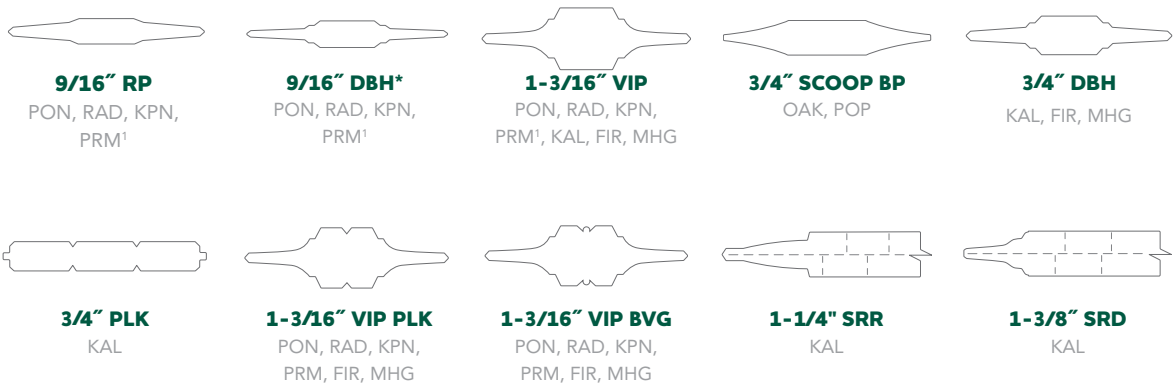 9/16″ RP
PON, RAD, KPN,
PRM¹
9/16″ DBH*
PON, RAD, KPN,
PRM¹
1-3/16″ VIP
PON, RAD, KPN,
PRM¹, KAL, FIR, MHG
3/4″ SCOOP BP
OAK, POP
3/4″ DBH
KAL, FIR, MHG
3/4″ PLK
KAL
1-3/16″ VIP PLK
PON, RAD, KPN,
PRM, FIR, MHG
1-3/16″ VIP BVG
PON, RAD, KPN,
PRM, FIR, MHG
1-1/4" SRR
KAL
1-3/8″ SRD
KAL